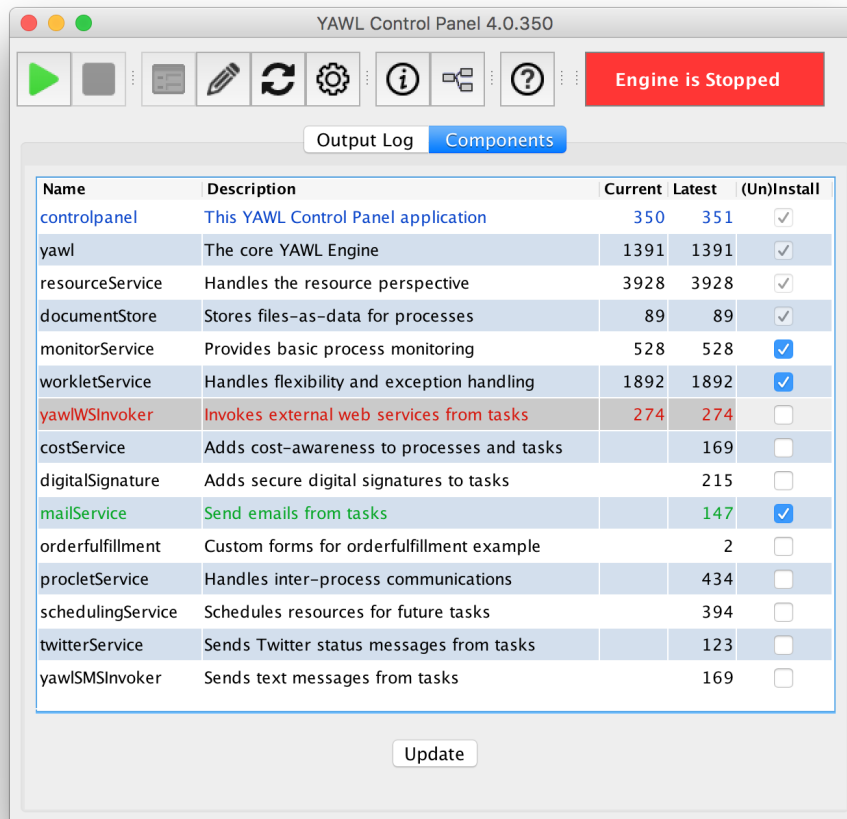 YAWL Control Panel 4.0.350
Engine is Stopped
Output Log Components
Name Description Current Latest (Un)Install
controlpanel This YAWL Control Panel application 350 351
yawl The core YAWL Engine 1391 1391
resourceService Handles the resource perspective 3928 3928
documentStore Stores files-as-data for processes 89 89
monitorService Provides basic process monitoring 528 528
workletService Handles flexibility and exception handling 1892 1892
yawlWSInvoker Invokes external web services from tasks 274 274
costService Adds cost-awareness to processes and tasks 169
digitalSignature Adds secure digital signatures to tasks 215
mailService Send emails from tasks 147
orderfulfillment Custom forms for orderfulfillment example 2
procletService Handles inter-process communications 434
schedulingService Schedules resources for future tasks 394
twitterService Sends Twitter status messages from tasks 123
yawlSMSInvoker Sends text messages from tasks 169
Update